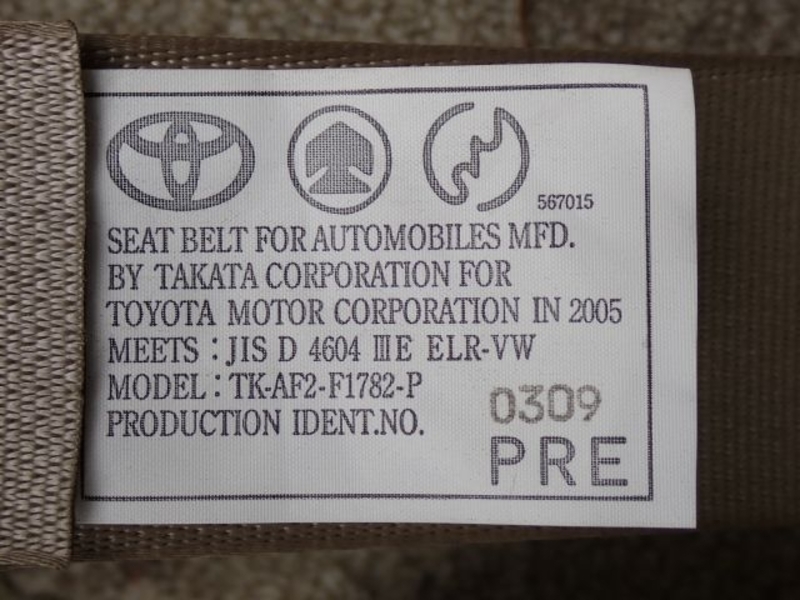 567015
SEAT BELT FOR AUTOMOBILES MFD.
BY TAKATA CORPORATION FOR
TOYOTA MOTOR CORPORATION IN 2005
MEETS : JIS D 4604 ⅢE ELR-VW
MODEL : TK-AF2-F1782-P
PRODUCTION IDENT.NO.
0309
PRE